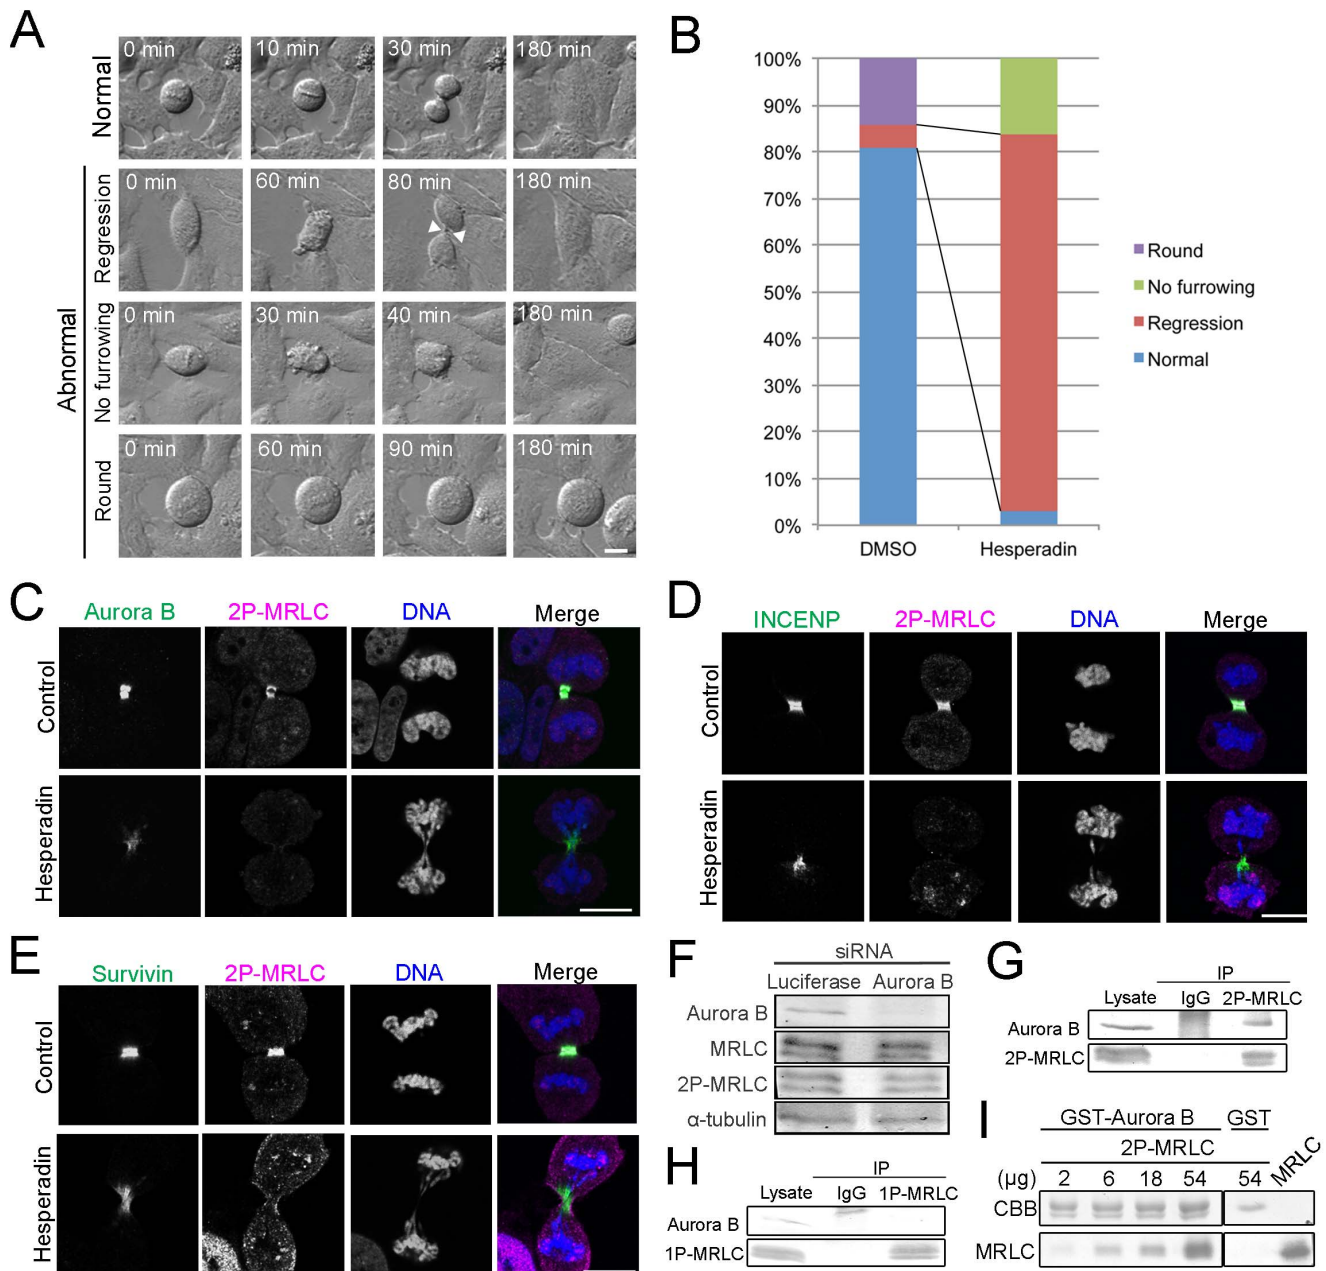 A
Normal
0 min 10 min 30 min 180 min
Abnormal
Regression
0 min 60 min 80 min 180 min
No furrowing
0 min 30 min 40 min 180 min
Round
0 min 60 min 90 min 180 min
B
100%
90%
80%
70%
60%
50%
40%
30%
20%
10%
0%
DMSO Hesperadin
Round
No furrowing
Regression
Normal
C
Aurora B 2P-MRLC DNA Merge
Control
Hesperadin
D
INCENP 2P-MRLC DNA Merge
Control
Hesperadin
E
Survivin 2P-MRLC DNA Merge
Control
Hesperadin
F
siRNA
Luciferase Aurora B
Aurora B
MRLC
2P-MRLC
α-tubulin
G
IP
Lysate IgG 2P-MRLC
Aurora B
2P-MRLC
H
IP
Lysate IgG 1P-MRLC
Aurora B
1P-MRLC
I
GST-Aurora B GST
2P-MRLC MRLC
(μg) 2 6 18 54 54
CBB
MRLC